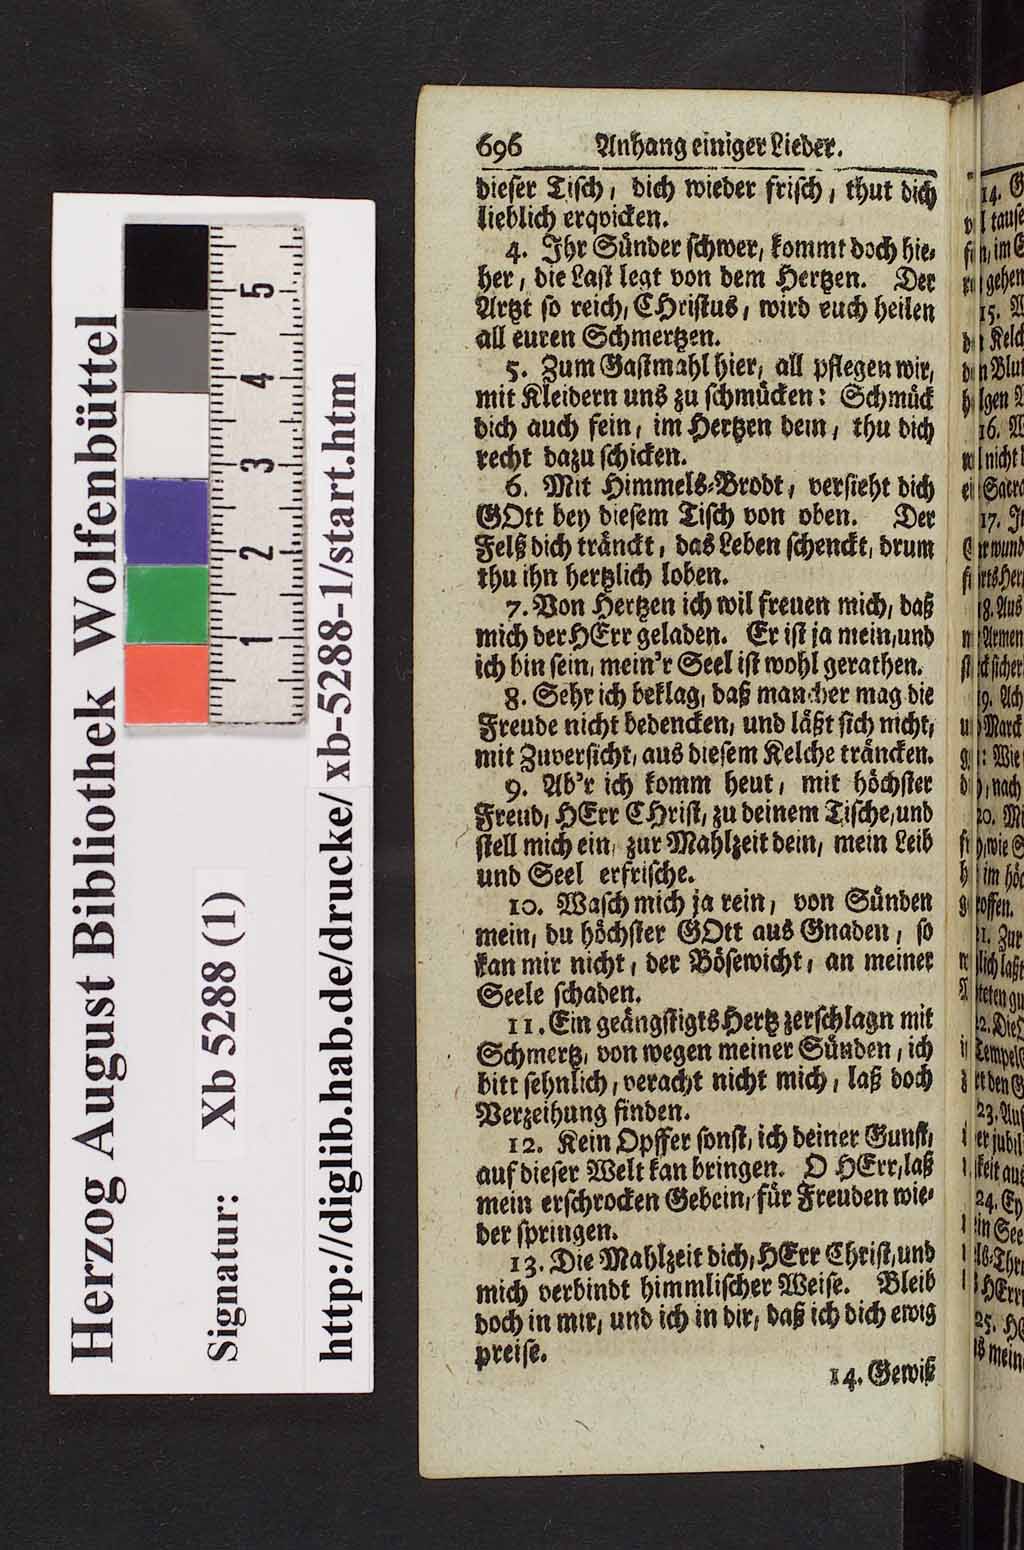 696 Anhang einiger Lieder.
dieser Tisch, dich wieder frisch, thut dich
lieblich erqvicken.
4. Ihr Sünder schwer, kommt doch hie-
her, die Last legt von dem Hertzen. Der
Artzt so reich, CHristus, wird euch heilen
all euren Schmertzen.
5. Zum Gastmahl hier, all pflegen wir,
mit Kleidern uns zu schmücken: Schmück
dich auch fein, im Hertzen dein, thu dich
recht dazu schicken.
6. Mit Himmels-Brodt, versieht dich
GOtt bey diesem Tisch von oben. Der
Felß dich tränckt, das Leben schenckt, drum
thu ihn hertzlich loben.
7. Von Hertzen ich wil freuen mich, daß
mich der HErr geladen. Er ist ja mein, und
ich bin sein, mein'r Seel ist wohl gerathen.
8. Sehr ich beklag, daß mancher mag die
Freude nicht bedencken, und läßt sich nicht,
mit Zuversicht, aus diesem Kelche träncken.
9. Ab'r ich komm heut, mit höchster
Freud, HErr CHrist, zu deinem Tische, und
stell mich ein, zur Mahlzeit dein, mein Leib
und Seel erfrische.
10. Wasch mich ja rein, von Sünden
mein, du höchster GOtt aus Gnaden, so
kan mir nicht, der Bösewicht, an meiner
Seele schaden.
11. Ein geängstigts Hertz zerschlagn mit
Schmertz, von wegen meiner Sünden, ich
bitt sehnlich, veracht nicht mich, laß doch
Verzeihung finden.
12. Kein Opffer sonst, ich deiner Gunst,
auf dieser Welt kan bringen. O HErr, laß
mein erschrocken Gebein, für Freuden wie-
der springen.
13. Die Mahlzeit dich, HErr Christ, und
mich verbindt himmlischer Weise. Bleib
doch in mir, und ich in dir, daß ich dich ewig
preise.
14. Gewiß
Herzog August Bibliothek Wolfenbüttel
Signatur: Xb 5288 (1)
http://diglib.hab.de/drucke/ xb-5288-1/start.htm
5
4
3
2
1